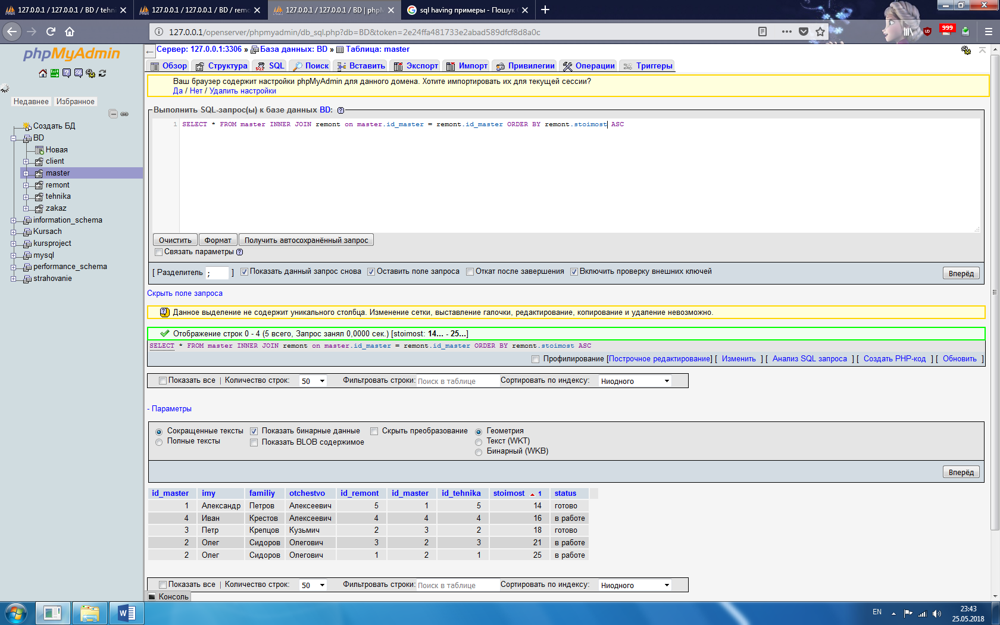 127.0.0.1 / 127.0.0.1 / BD / tehni
127.0.0.1 / 127.0.0.1 / BD / remo
127.0.0.1 / 127.0.0.1 / BD | phpM
sql having примеры - Пошук
127.0.0.1/openserver/phpmyadmin/db_sql.php?db=BD&token=2e24ffa481733e2abad589dfcf8d8a0c
999
phpMyAdmin
Недавнее Избранное
Создать БД
BD
Новая
client
master
remont
tehnika
zakaz
information_schema
Kursach
kursproject
mysql
performance_schema
strahovanie
Сервер: 127.0.0.1:3306 » База данных: BD » Таблица: master
Обзор Структура SQL Поиск Вставить Экспорт Импорт Привилегии Операции Триггеры
Ваш браузер содержит настройки phpMyAdmin для данного домена. Хотите импортировать их для текущей сессии?
Да / Нет / Удалить настройки
Выполнить SQL-запрос(ы) к базе данных BD:
1 SELECT * FROM master INNER JOIN remont on master.id_master = remont.id_master ORDER BY remont.stoimost ASC
Очистить Формат Получить автосохранённый запрос
Связать параметры
[ Разделитель ; ] Показать данный запрос снова Оставить поле запроса Откат после завершения Включить проверку внешних ключей Вперёд
Скрыть поле запроса
Данное выделение не содержит уникального столбца. Изменение сетки, выставление галочки, редактирование, копирование и удаление невозможно.
Отображение строк 0 - 4 (5 всего, Запрос занял 0,0000 сек.) [stoimost: 14... - 25...]
SELECT * FROM master INNER JOIN remont on master.id_master = remont.id_master ORDER BY remont.stoimost ASC
Профилирование [Построчное редактирование] [ Изменить ] [ Анализ SQL запроса ] [ Создать PHP-код ] [ Обновить ]
Показать все | Количество строк: 50 Фильтровать строки: Поиск в таблице Сортировать по индексу: Ниодного
- Параметры
Сокращенные тексты Показать бинарные данные Скрыть преобразование Геометрия
Полные тексты Показать BLOB содержимое Текст (WKT)
Бинарный (WKB)
Вперёд
id_master imy familiy otchestvo id_remont id_master id_tehnika stoimost 1 status
1 Александр Петров Алексеевич 5 1 5 14 готово
4 Иван Крестов Алексеевич 4 4 4 16 в работе
3 Петр Крепцов Кузьмич 2 3 2 18 готово
2 Олег Сидоров Олегович 3 2 3 21 в работе
2 Олег Сидоров Олегович 1 2 1 25 в работе
Показать все | Количество строк: 50 Фильтровать строки: Поиск в таблице Сортировать по индексу: Ниодного
Консоль
EN
23:43
25.05.2018